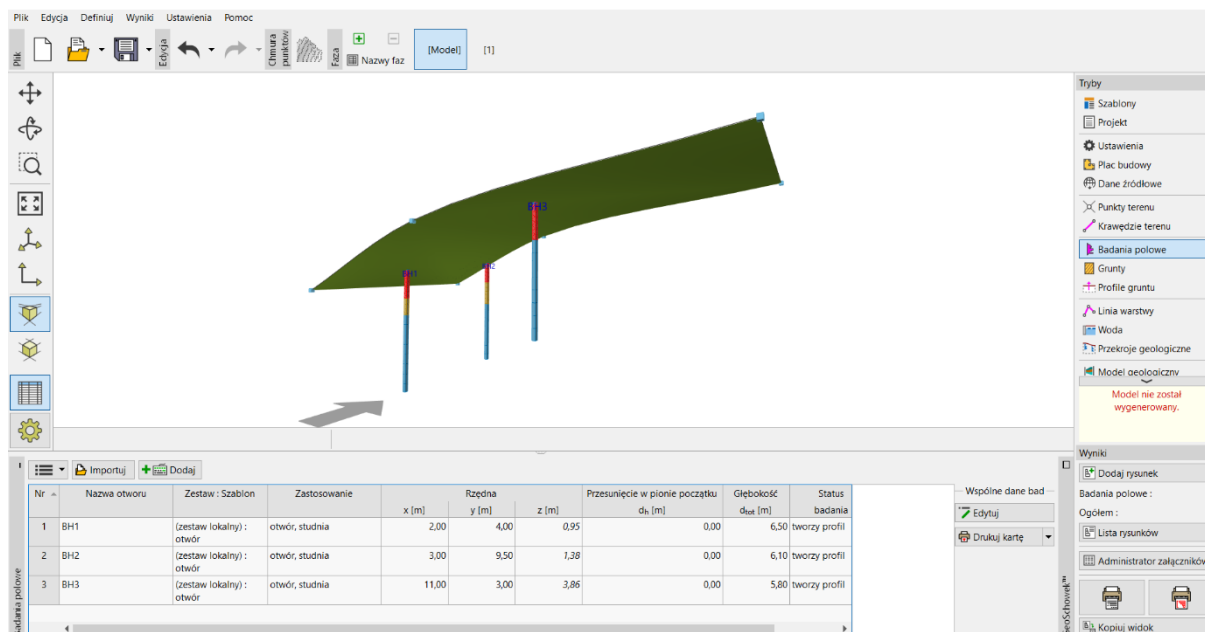 Plik Edycja Definiuj Wyniki Ustawienia Pomoc
Plik
Edycja
Chmura punktów
Faza
Nazwy faz
[Model] [1]
BH1
BH2
BH3
Tryby
Szablony
Projekt
Ustawienia
Plac budowy
Dane źródłowe
Punkty terenu
Krawędzie terenu
Badania polowe
Grunty
Profile gruntu
Linia warstwy
Woda
Przekroje geologiczne
Model geologiczny
Model nie został
wygenerowany.
Wyniki
Dodaj rysunek
Badania polowe :
Ogółem :
Lista rysunków
Administrator załączników
Kopiuj widok
Importuj Dodaj
Nr Nazwa otworu Zestaw : Szablon Zastosowanie Rzędna Przesunięcie w pionie początku Głębokość Status
x [m] y [m] z [m] dh [m] dtot [m] badania
1 BH1 (zestaw lokalny) : otwór, studnia 2,00 4,00 0,95 0,00 6,50 tworzy profil
otwór
2 BH2 (zestaw lokalny) : otwór, studnia 3,00 9,50 1,38 0,00 6,10 tworzy profil
otwór
3 BH3 (zestaw lokalny) : otwór, studnia 11,00 3,00 3,86 0,00 5,80 tworzy profil
otwór
Wspólne dane bad
Edytuj
Drukuj kartę
Badania polowe
GeoSchowek™